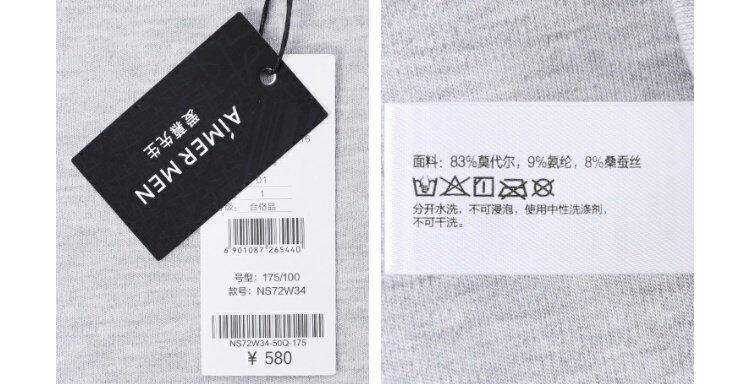 AIMER MEN
爱慕先生
01
1
合格品
6 901087 265440
号型: 175/100
款号: NS72W34
NS72W34-50Q-175
¥ 580
面料: 83%莫代尔, 9%氨纶, 8%桑蚕丝
分开水洗, 不可浸泡, 使用中性洗涤剂,
不可干洗。